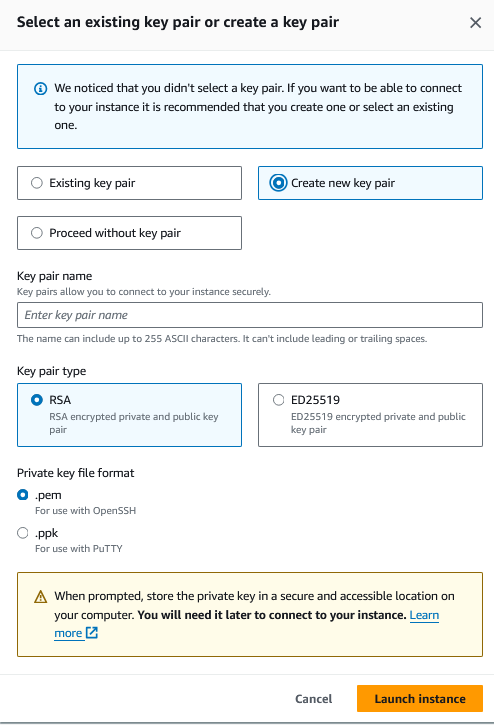 Select an existing key pair or create a key pair
We noticed that you didn't select a key pair. If you want to be able to connect
to your instance it is recommended that you create one or select an existing
one.
Existing key pair
Create new key pair
Proceed without key pair
Key pair name
Key pairs allow you to connect to your instance securely.
Enter key pair name
The name can include up to 255 ASCII characters. It can't include leading or trailing spaces.
Key pair type
RSA
RSA encrypted private and public key
pair
ED25519
ED25519 encrypted private and public
key pair
Private key file format
.pem
For use with OpenSSH
.ppk
For use with PuTTY
When prompted, store the private key in a secure and accessible location on
your computer. You will need it later to connect to your instance. Learn
more
Cancel
Launch instance